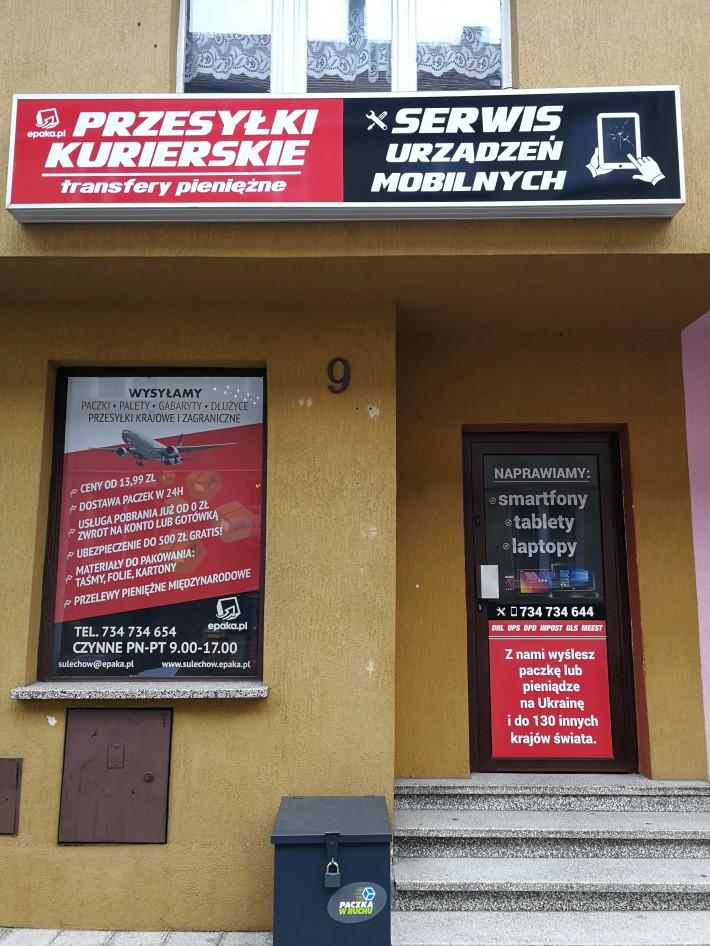 epaka.pl
PRZESYŁKI
KURIERSKIE
transfery pieniężne
SERWIS
URZĄDZEŃ
MOBILNYCH
9
WYSYŁAMY
PACZKI • PALETY • GABARYTY • DŁUŻYCE
PRZESYŁKI KRAJOWE I ZAGRANICZNE
CENY OD 13,99 ZŁ
DOSTAWA PACZEK W 24H
USŁUGA POBRANIA JUŻ OD 0 ZŁ
ZWROT NA KONTO LUB GOTÓWKĄ
UBEZPIECZENIE DO 500 ZŁ GRATIS!
MATERIAŁY DO PAKOWANIA:
TAŚMY, FOLIE, KARTONY
PRZELEWY PIENIĘŻNE MIĘDZYNARODOWE
epaka.pl
TEL. 734 734 654
CZYNNE PN-PT 9.00-17.00
sulechow@epaka.pl www.sulechow.epaka.pl
NAPRAWIAMY:
smartfony
tablety
laptopy
734 734 644
DHL UPS DPD INPOST GLS MEEST
Z nami wyślesz
paczkę lub
pieniądze
na Ukrainę
i do 130 innych
krajów świata.
PACZKA
W RUCHU